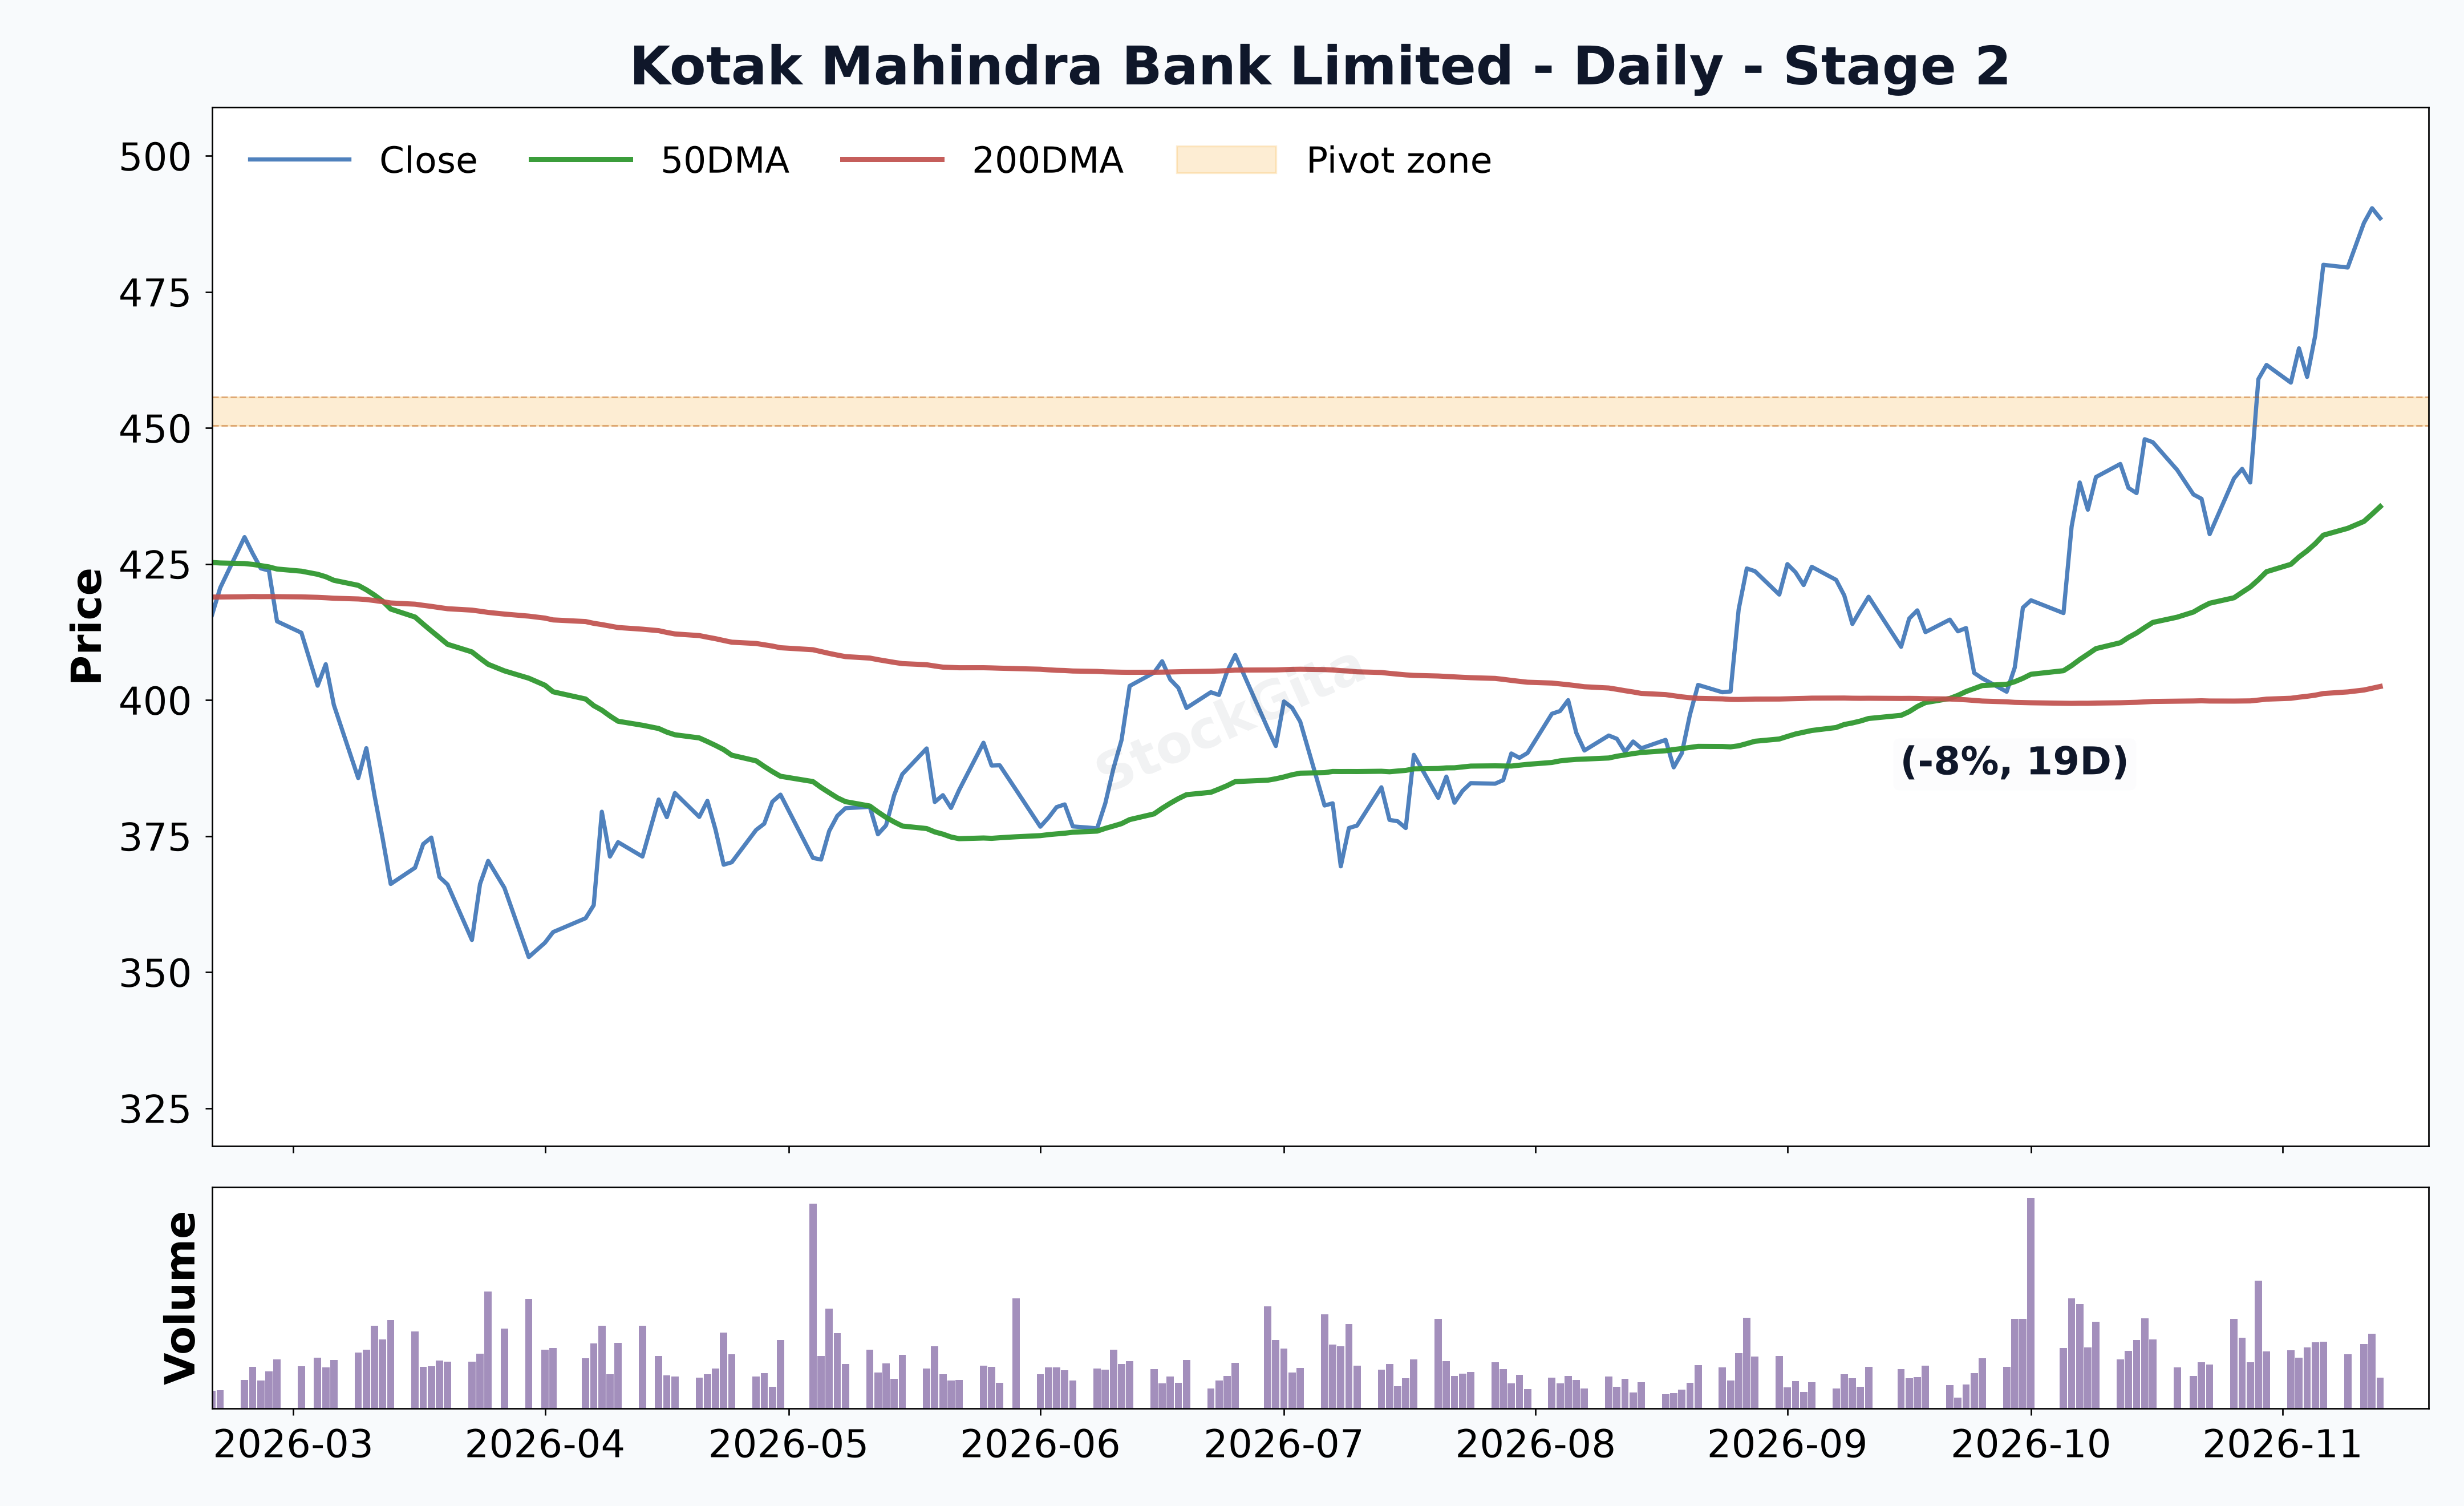 Kotak Mahindra Bank Limited - Daily - Stage 2
Close 50DMA 200DMA Pivot zone
500
475
450
425
400
375
350
325
Price
StockGita
(-8%, 19D)
Volume
2026-03 2026-04 2026-05 2026-06 2026-07 2026-08 2026-09 2026-10 2026-11